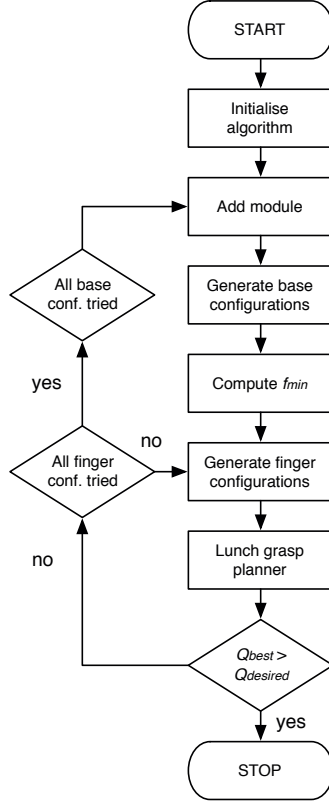 START
Initialise
algorithm
Add module
All base
conf. tried
Generate base
configurations
yes
Compute fmin
no
All finger
conf. tried
Generate finger
configurations
no
Lunch grasp
planner
Qbest >
Qdesired
yes
STOP